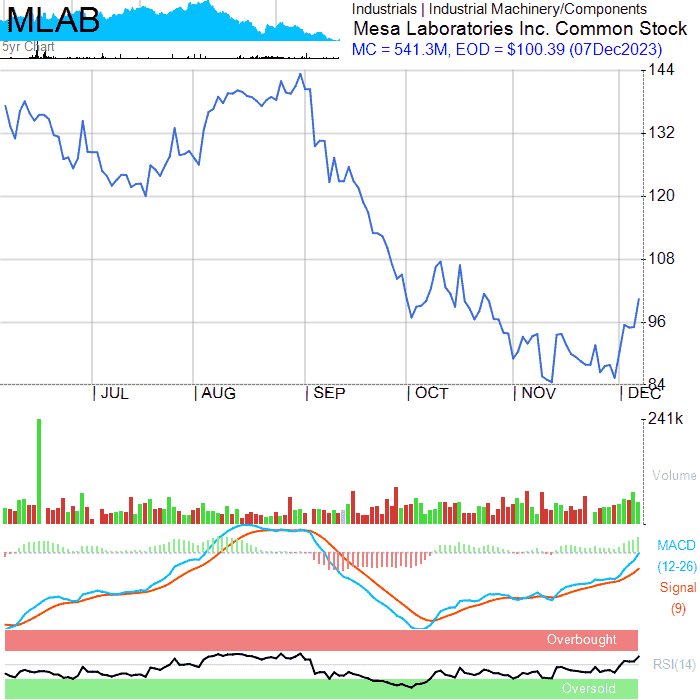 MLAB
5yr Chart
Industrials | Industrial Machinery/Components
Mesa Laboratories Inc. Common Stock
MC = 541.3M, EOD = $100.39 (07Dec2023)
144
132
120
108
96
84
JUL AUG SEP OCT NOV DEC
241k
Volume
MACD
(12-26)
Signal
(9)
Overbought
RSI(14)
Oversold